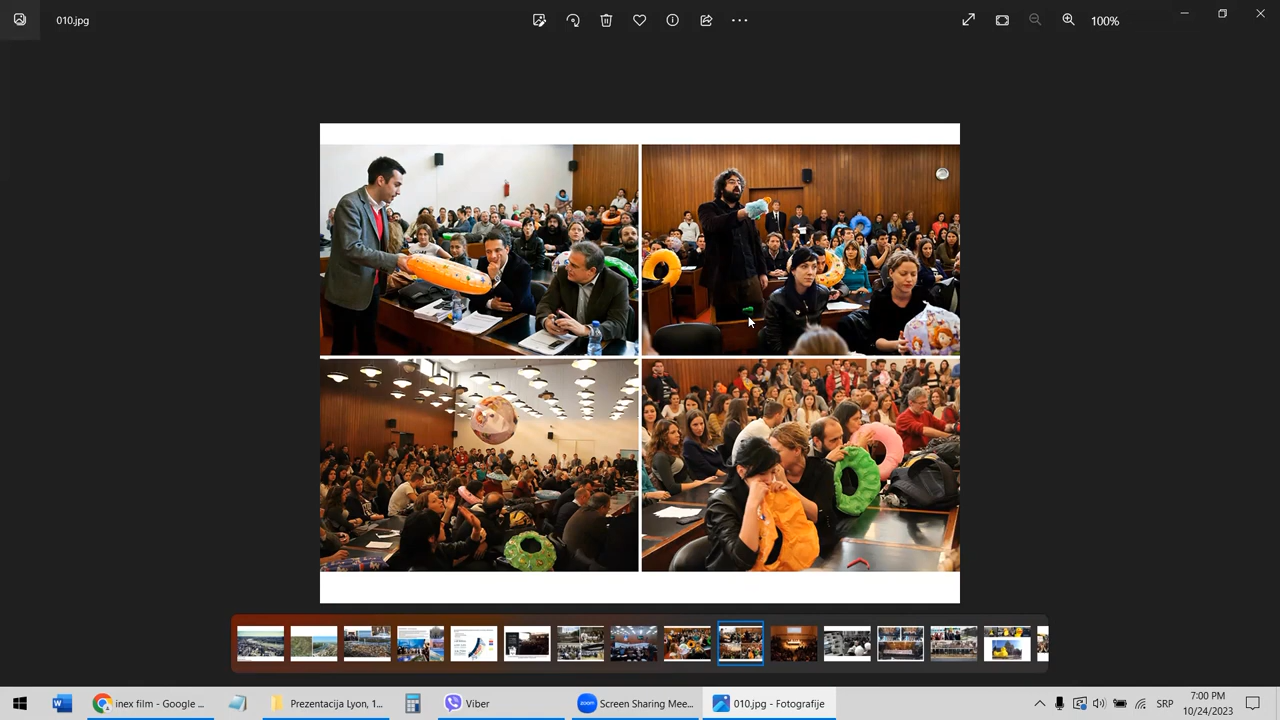 010.jpg
100%
inex film - Google ...
Prezentacija Lyon, 1...
Viber
zoom
Screen Sharing Mee...
010.jpg - Fotografije
SRP
7:00 PM
10/24/2023